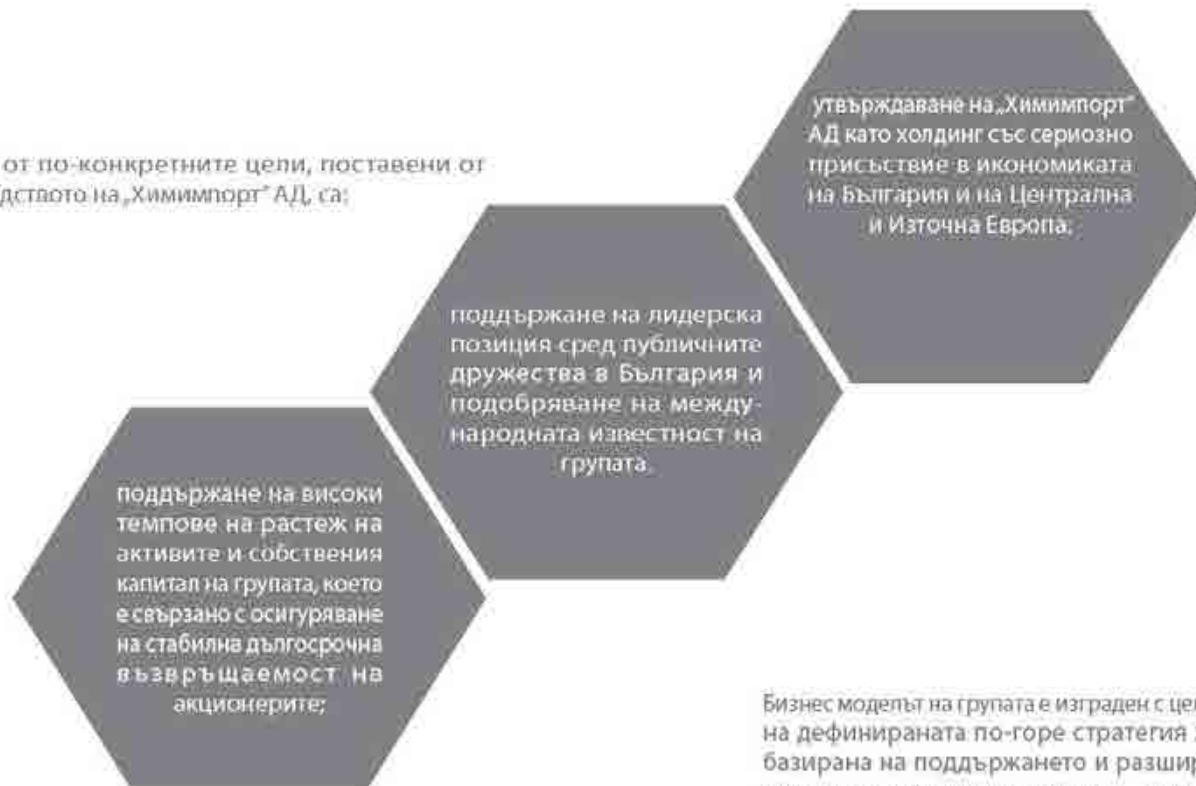 от по-конкретните цели, поставени от
на „Химимпорт“ АД, са:
утвърждаване на „Химимпорт“
АД като холдинг със сериозно
присъствие в икономиката
на България и на Централна
и Източна Европа;
поддържане на лидерска
позиция сред публичните
дружества в България и
подобряване на между-
народната известност на
групата.
поддържане на високи
темпове на растеж на
активите и собствения
капитал на групата, което
е свързано с осигуряване
на стабилна дългосрочна
възвръщаемост на
акционерите;
Бизнес моделът на групата е изграден с
на дефинираната по-горе стратегия
базирана на поддържането и